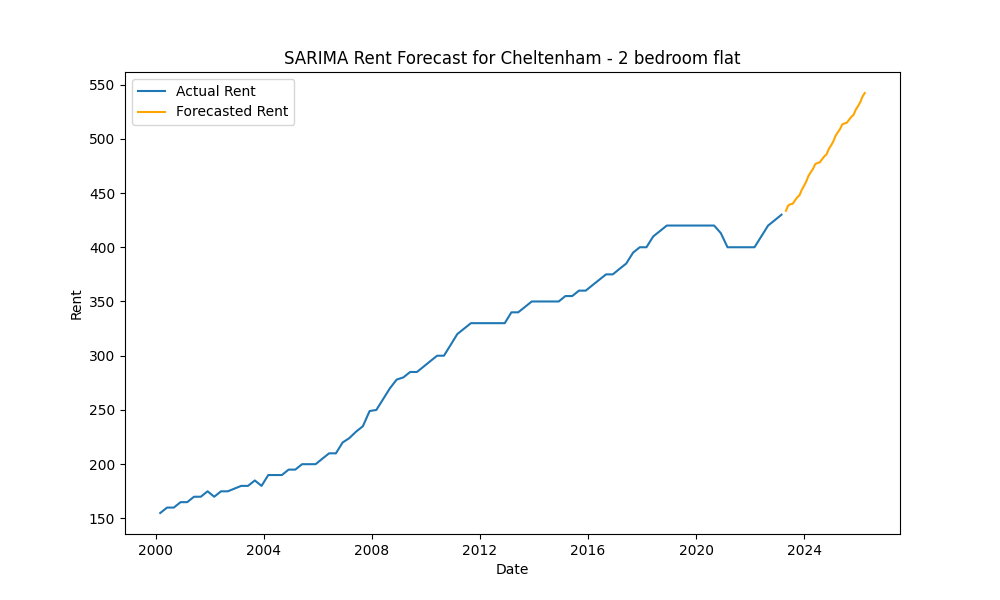 SARIMA Rent Forecast for Cheltenham - 2 bedroom flat
Actual Rent
Forecasted Rent
550
500
450
400
350
300
250
200
150
Rent
2000 2004 2008 2012 2016 2020 2024
Date